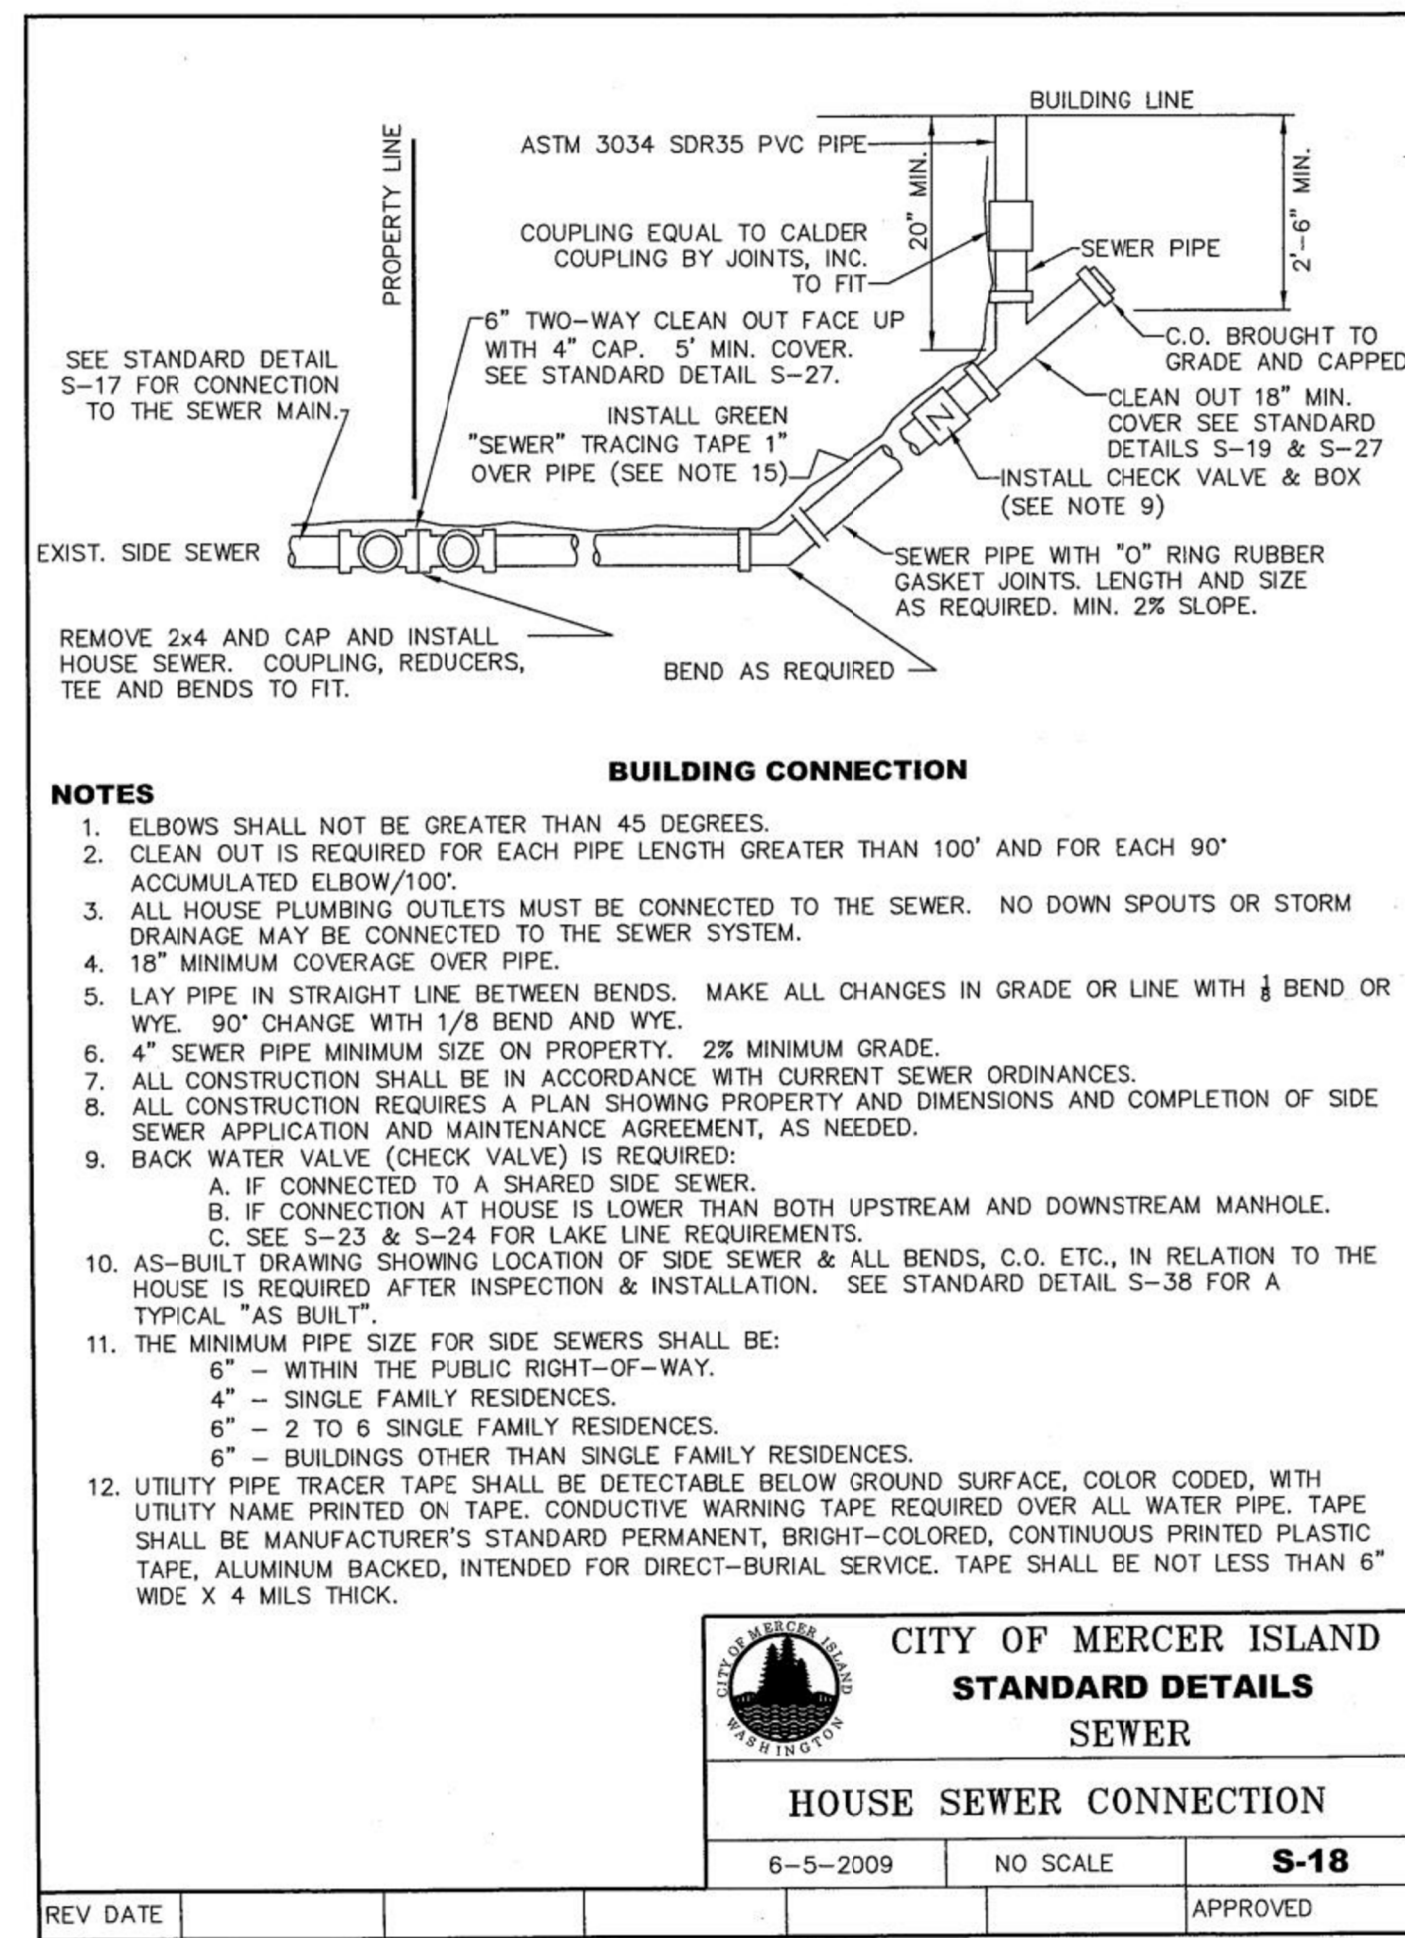 BUILDING LINE
PROPERTY LINE
ASTM 3034 SDR35 PVC PIPE
20" MIN.
2'-6" MIN.
COUPLING EQUAL TO CALDER
COUPLING BY JOINTS, INC.
TO FIT
SEWER PIPE
6" TWO-WAY CLEAN OUT FACE UP
WITH 4" CAP. 5' MIN. COVER.
SEE STANDARD DETAIL S-27.
C.O. BROUGHT TO
GRADE AND CAPPED
SEE STANDARD DETAIL
S-17 FOR CONNECTION
TO THE SEWER MAIN.
CLEAN OUT 18" MIN.
COVER SEE STANDARD
DETAILS S-19 & S-27
INSTALL GREEN
"SEWER" TRACING TAPE 1"
OVER PIPE (SEE NOTE 15)
N
INSTALL CHECK VALVE & BOX
(SEE NOTE 9)
EXIST. SIDE SEWER
SEWER PIPE WITH "O" RING RUBBER
GASKET JOINTS. LENGTH AND SIZE
AS REQUIRED. MIN. 2% SLOPE.
REMOVE 2x4 AND CAP AND INSTALL
HOUSE SEWER. COUPLING, REDUCERS,
TEE AND BENDS TO FIT.
BEND AS REQUIRED
BUILDING CONNECTION
NOTES
1. ELBOWS SHALL NOT BE GREATER THAN 45 DEGREES.
2. CLEAN OUT IS REQUIRED FOR EACH PIPE LENGTH GREATER THAN 100' AND FOR EACH 90°
ACCUMULATED ELBOW/100'.
3. ALL HOUSE PLUMBING OUTLETS MUST BE CONNECTED TO THE SEWER. NO DOWN SPOUTS OR STORM
DRAINAGE MAY BE CONNECTED TO THE SEWER SYSTEM.
4. 18" MINIMUM COVERAGE OVER PIPE.
5. LAY PIPE IN STRAIGHT LINE BETWEEN BENDS. MAKE ALL CHANGES IN GRADE OR LINE WITH 1/8 BEND OR
WYE. 90° CHANGE WITH 1/8 BEND AND WYE.
6. 4" SEWER PIPE MINIMUM SIZE ON PROPERTY. 2% MINIMUM GRADE.
7. ALL CONSTRUCTION SHALL BE IN ACCORDANCE WITH CURRENT SEWER ORDINANCES.
8. ALL CONSTRUCTION REQUIRES A PLAN SHOWING PROPERTY AND DIMENSIONS AND COMPLETION OF SIDE
SEWER APPLICATION AND MAINTENANCE AGREEMENT, AS NEEDED.
9. BACK WATER VALVE (CHECK VALVE) IS REQUIRED:
A. IF CONNECTED TO A SHARED SIDE SEWER.
B. IF CONNECTION AT HOUSE IS LOWER THAN BOTH UPSTREAM AND DOWNSTREAM MANHOLE.
C. SEE S-23 & S-24 FOR LAKE LINE REQUIREMENTS.
10. AS-BUILT DRAWING SHOWING LOCATION OF SIDE SEWER & ALL BENDS, C.O. ETC., IN RELATION TO THE
HOUSE IS REQUIRED AFTER INSPECTION & INSTALLATION. SEE STANDARD DETAIL S-38 FOR A
TYPICAL "AS BUILT".
11. THE MINIMUM PIPE SIZE FOR SIDE SEWERS SHALL BE:
6" - WITHIN THE PUBLIC RIGHT-OF-WAY.
4" - SINGLE FAMILY RESIDENCES.
6" - 2 TO 6 SINGLE FAMILY RESIDENCES.
6" - BUILDINGS OTHER THAN SINGLE FAMILY RESIDENCES.
12. UTILITY PIPE TRACER TAPE SHALL BE DETECTABLE BELOW GROUND SURFACE, COLOR CODED, WITH
UTILITY NAME PRINTED ON TAPE. CONDUCTIVE WARNING TAPE REQUIRED OVER ALL WATER PIPE. TAPE
SHALL BE MANUFACTURER'S STANDARD PERMANENT, BRIGHT-COLORED, CONTINUOUS PRINTED PLASTIC
TAPE, ALUMINUM BACKED, INTENDED FOR DIRECT-BURIAL SERVICE. TAPE SHALL BE NOT LESS THAN 6"
WIDE X 4 MILS THICK.
CITY OF MERCER ISLAND
WASHINGTON
CITY OF MERCER ISLAND
STANDARD DETAILS
SEWER
HOUSE SEWER CONNECTION
6-5-2009 NO SCALE S-18
REV DATE APPROVED